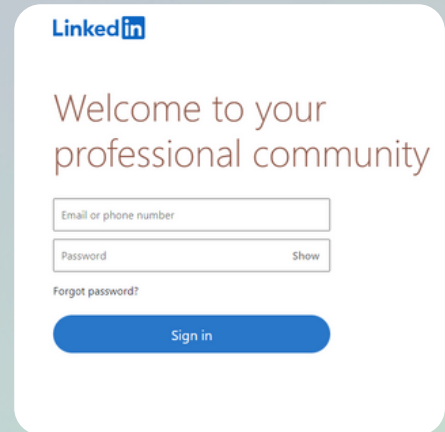 Linkedin
Welcome to your
professional community
Email or phone number
Password Show
Forgot password?
Sign in